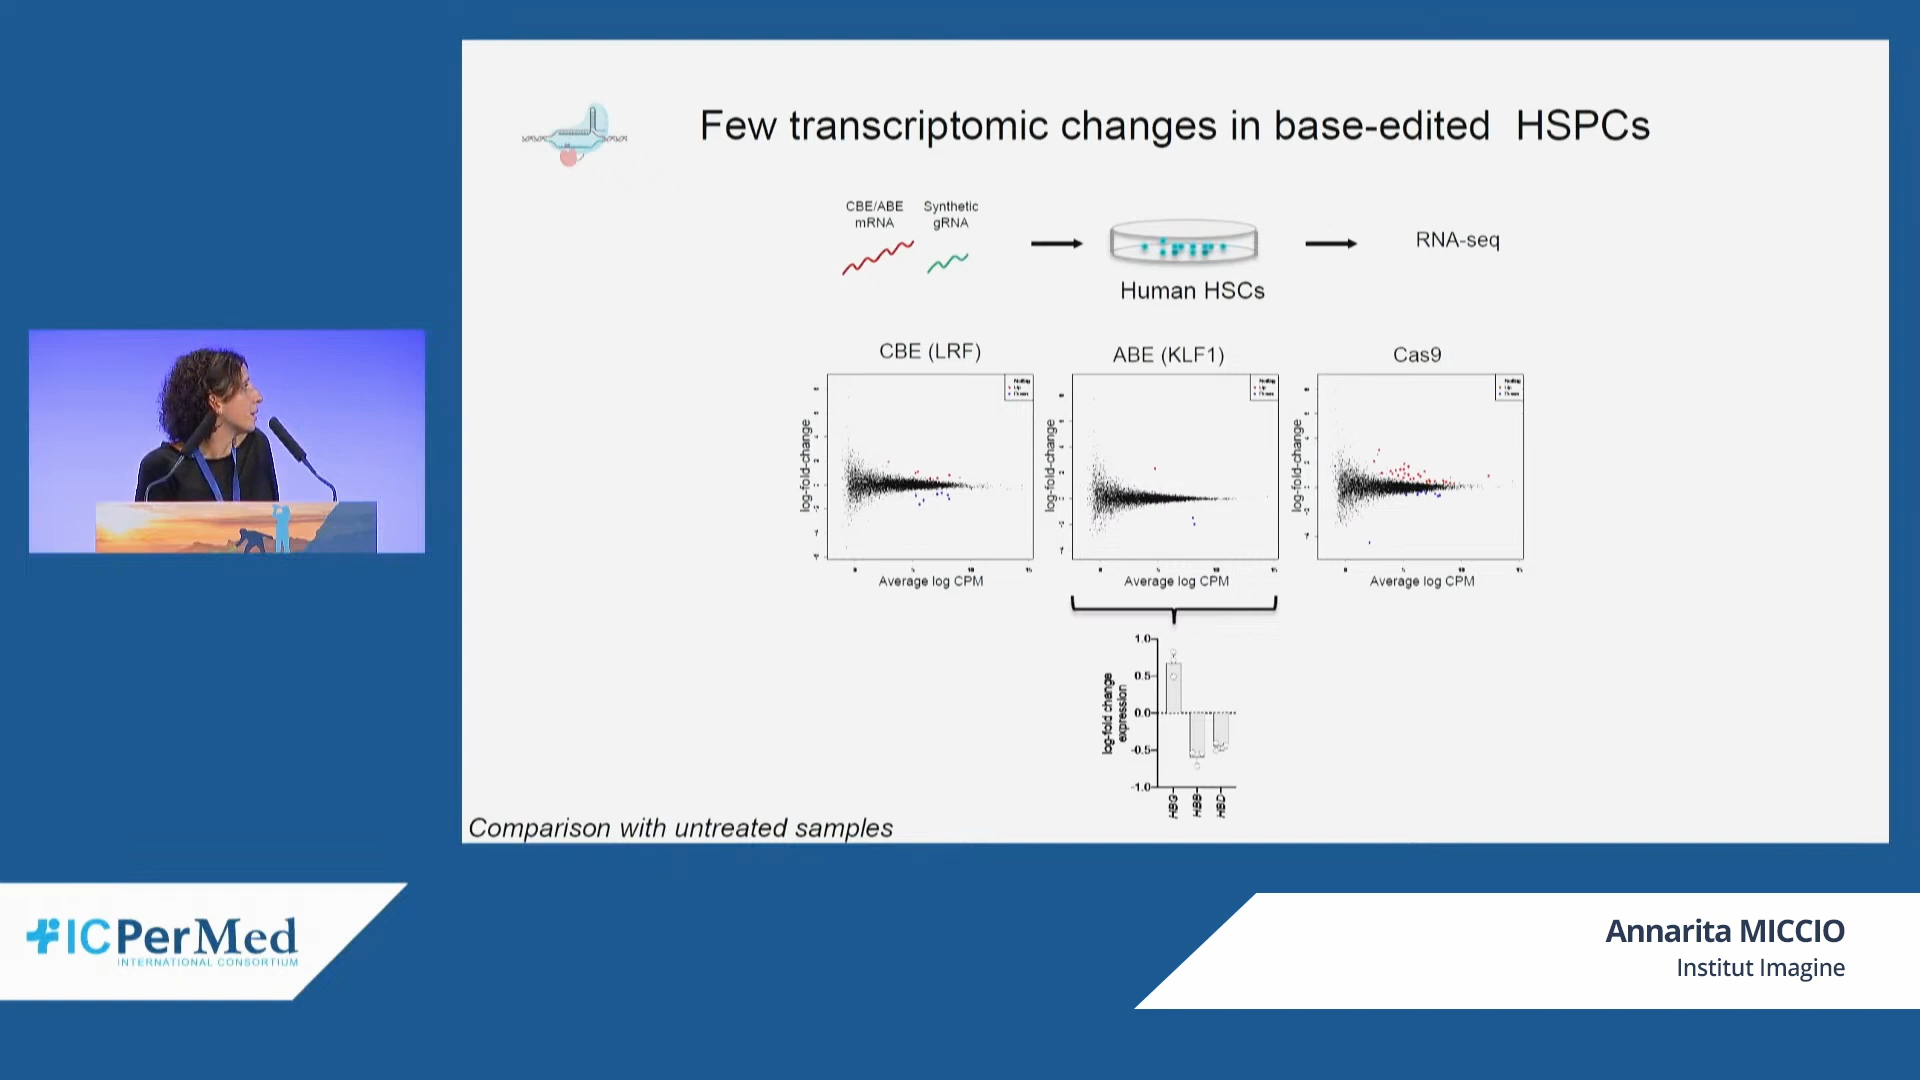 Few transcriptomic changes in base-edited HSPCs
CBE/ABE
mRNA
Synthetic
gRNA
RNA-seq
Human HSCs
CBE (LRF)
ABE (KLF1)
Cas9
log-fold-change
log-fold-change
log-fold-change
Average log CPM
Average log CPM
Average log CPM
log-fold change
expression
1.0
0.5
0.0
-0.5
-1.0
HBG
HBB
HBD
Comparison with untreated samples
ICPerMed
INTERNATIONAL CONSORTIUM
Annarita MICCIO
Institut Imagine